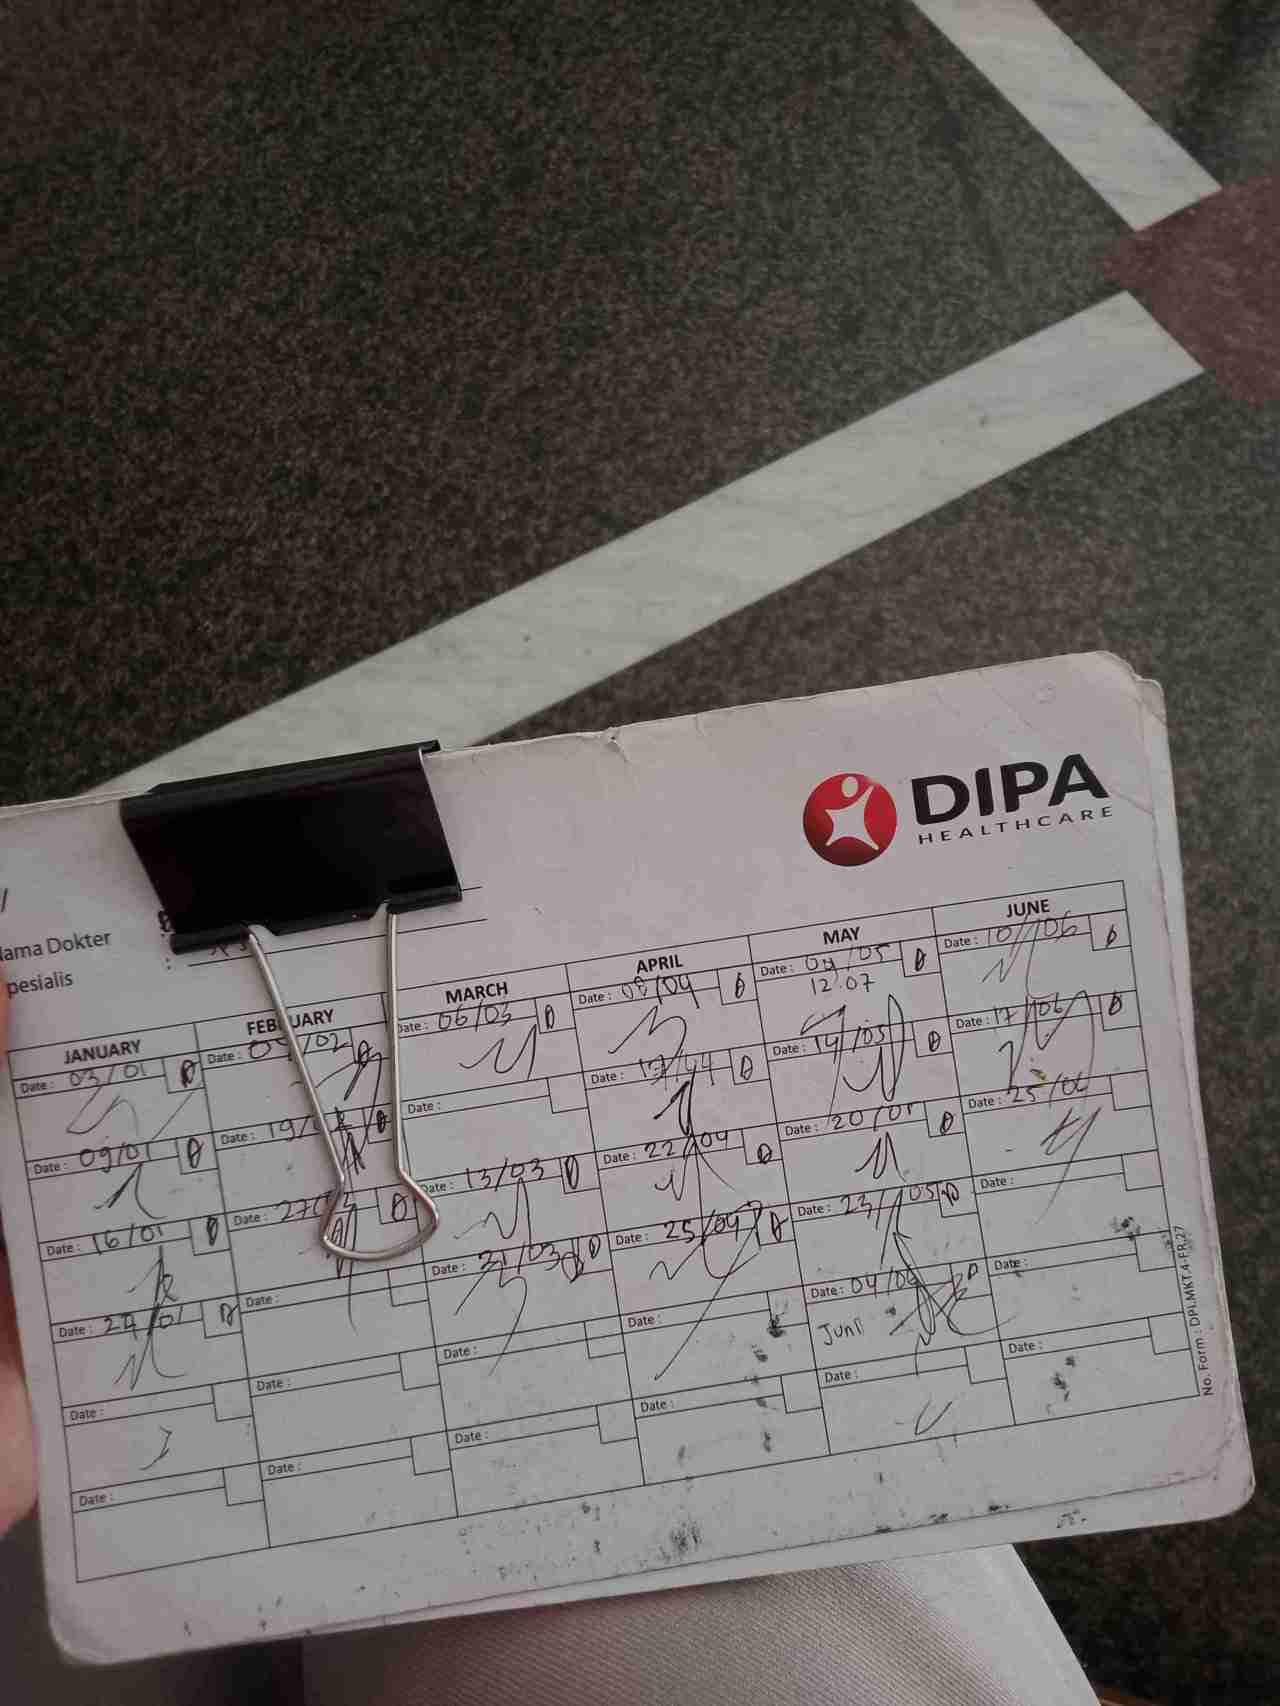 DIPA
HEALTHCARE
Nama Dokter
pesialis :
JANUARY FEBRUARY MARCH APRIL MAY JUNE
Date : 03/01 Date : 02 Date : 06/03 Date : 08/04 Date : 04/05 Date : 10/06
12.07
Date : 09/01 Date : 19/ Date : Date : 17/ Date : 14/05 Date : 17/06
Date : 16/01 Date : 27/ Date : 13/03 Date : 22/04 Date : 20/05 Date : 25/06
Date : 24/01 Date : Date : 31/03 Date : 25/04 Date : 23/05 Date :
Date : Date : Date : Date : Date : 04/06 Date :
Juni
Date : Date : Date : Date : Date : Date :
No. Form : DPI.MKT.4-FR.27